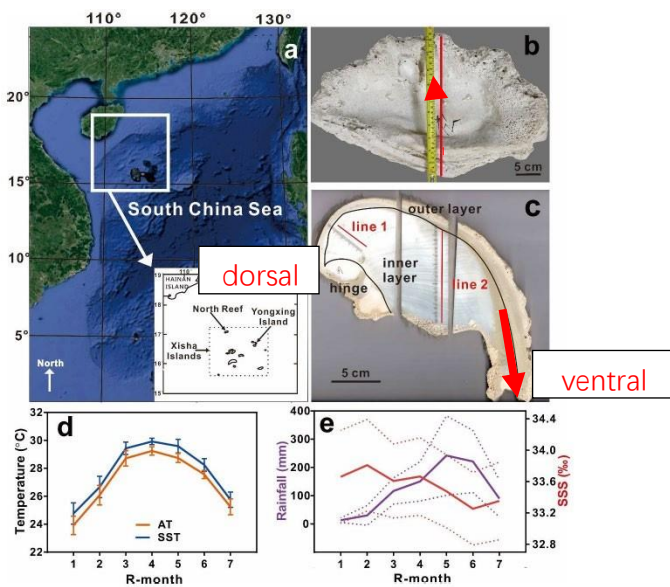 110°
120°
130°
a
20°
15°
10°
5°
South China Sea
North
dorsal
110°
19
18
17
16
15
HAINAN
ISLAND
North Reef
Yongxing
Island
Xisha
Islands
b
5 cm
c
outer layer
line 1
inner
layer
line 2
hinge
5 cm
ventral
d
Temperature (°C)
32
30
28
26
24
22
AT
SST
1 2 3 4 5 6 7
R-month
e
Rainfall (mm)
400
300
200
100
0
34.4
34.0
33.6
33.2
32.8
SSS (‰)
1 2 3 4 5 6 7
R-month